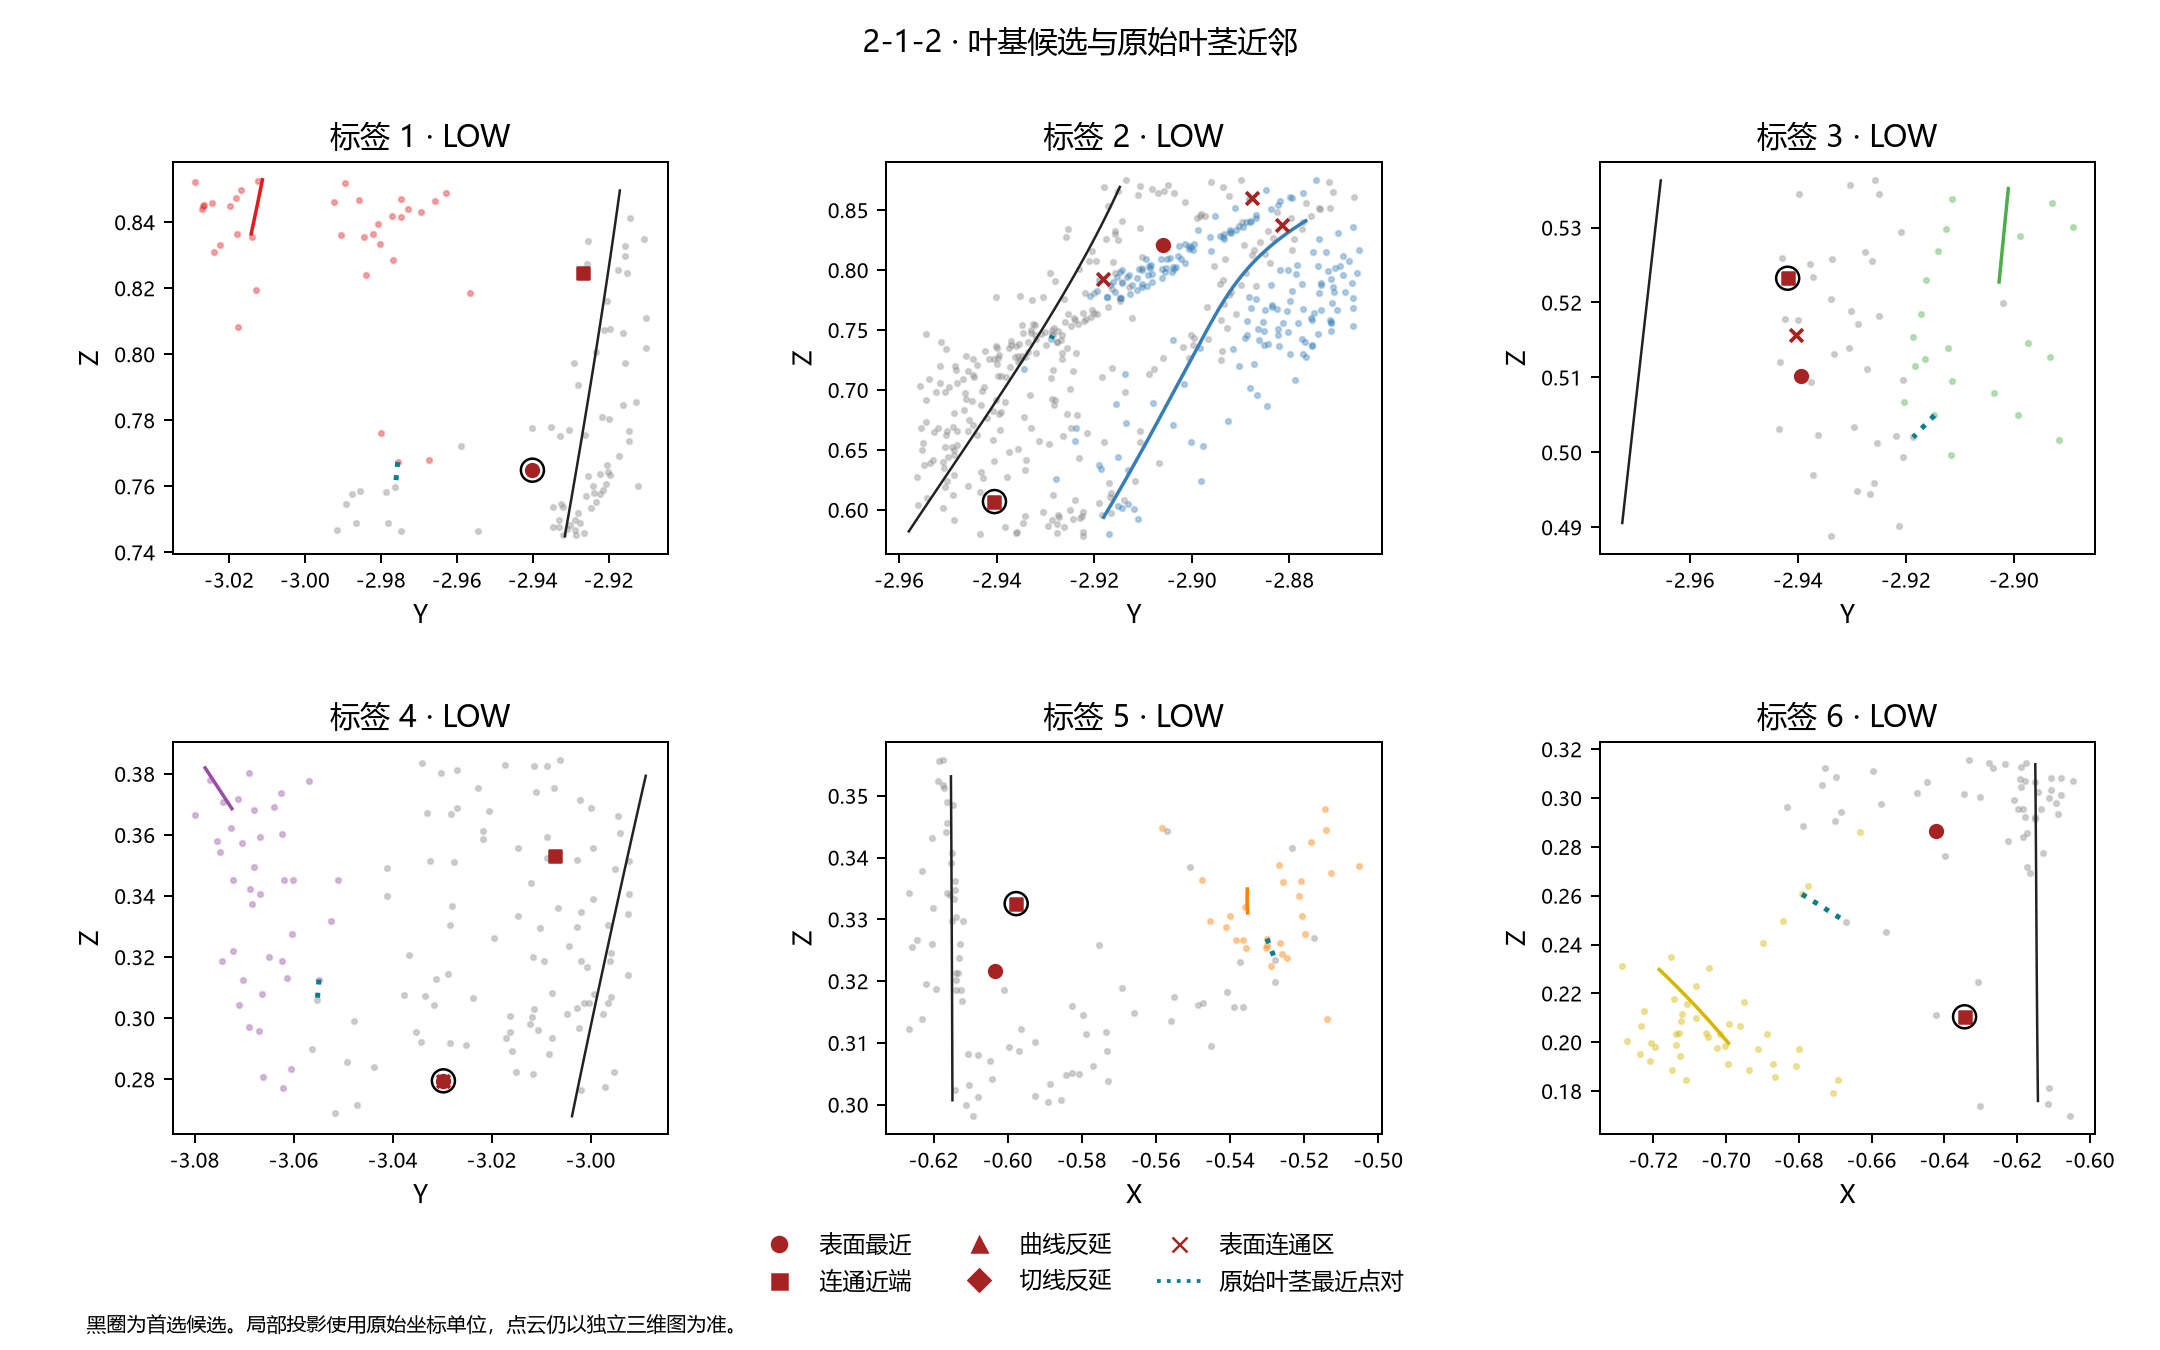 2-1-2 · 叶基候选与原始叶茎近邻
标签 1 · LOW
标签 2 · LOW
标签 3 · LOW
0.84
0.82
0.80
0.78
0.76
0.74
Z
-3.02 -3.00 -2.98 -2.96 -2.94 -2.92
Y
0.85
0.80
0.75
0.70
0.65
0.60
Z
-2.96 -2.94 -2.92 -2.90 -2.88
Y
0.53
0.52
0.51
0.50
0.49
Z
-2.96 -2.94 -2.92 -2.90
Y
标签 4 · LOW
标签 5 · LOW
标签 6 · LOW
0.38
0.36
0.34
0.32
0.30
0.28
Z
-3.08 -3.06 -3.04 -3.02 -3.00
Y
0.35
0.34
0.33
0.32
0.31
0.30
Z
-0.62 -0.60 -0.58 -0.56 -0.54 -0.52 -0.50
X
0.32
0.30
0.28
0.26
0.24
0.22
0.20
0.18
Z
-0.72 -0.70 -0.68 -0.66 -0.64 -0.62 -0.60
X
表面最近 曲线反延 表面连通区
连通近端 切线反延 原始叶茎最近点对
黑圈为首选候选。局部投影使用原始坐标单位，点云仍以独立三维图为准。